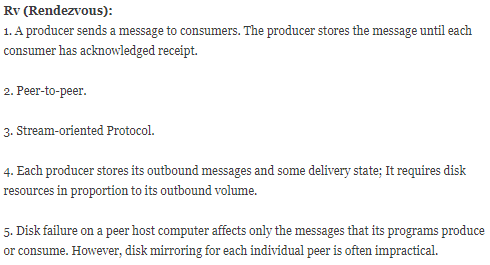 Rv (Rendezvous):
1. A producer sends a message to consumers. The producer stores the message until each
consumer has acknowledged receipt.
2. Peer-to-peer.
3. Stream-oriented Protocol.
4. Each producer stores its outbound messages and some delivery state; It requires disk
resources in proportion to its outbound volume.
5. Disk failure on a peer host computer affects only the messages that its programs produce
or consume. However, disk mirroring for each individual peer is often impractical.